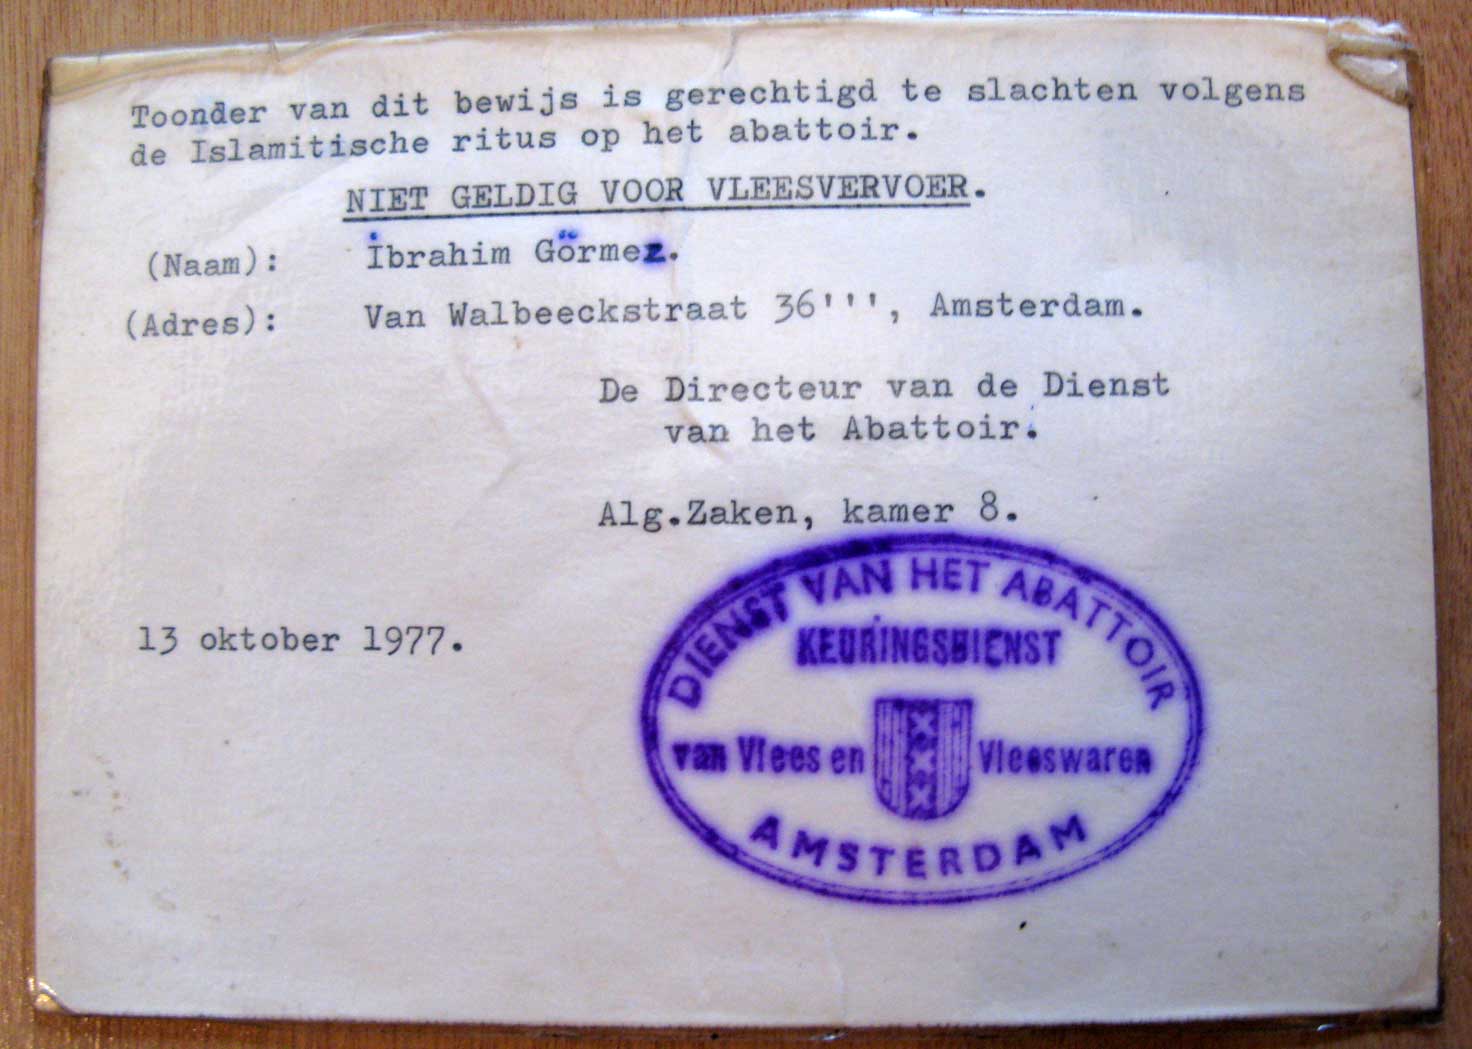 Toonder van dit bewijs is gerechtigd te slachten volgens
de Islamitische ritus op het abattoir.
NIET GELDIG VOOR VLEESVERVOER.
(Naam): İbrahim Görmez.
(Adres): Van Walbeeckstraat 36''', Amsterdam.
De Directeur van de Dienst
van het Abattoir.
Alg.Zaken, kamer 8.
13 oktober 1977.
DIENST VAN HET ABATTOIR
KEURINGSDIENST
van Vlees en Vleeswaren
AMSTERDAM